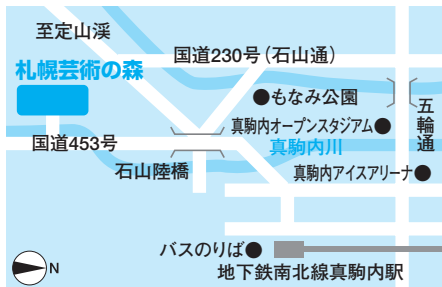 至定山渓
国道230号(石山通)
札幌芸術の森
もなみ公園
五輪通
真駒内オープンスタジアム
国道453号
真駒内川
石山陸橋
真駒内アイスアリーナ
バスのりば
N
地下鉄南北線真駒内駅